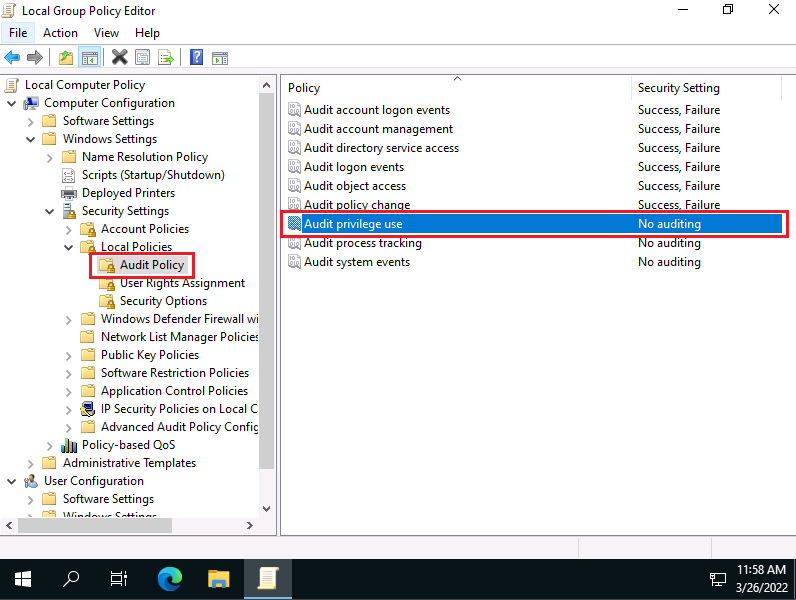 Local Group Policy Editor
File Action View Help
Local Computer Policy
Computer Configuration
Software Settings
Windows Settings
Name Resolution Policy
Scripts (Startup/Shutdown)
Deployed Printers
Security Settings
Account Policies
Local Policies
Audit Policy
User Rights Assignment
Security Options
Windows Defender Firewall wi
Network List Manager Policies
Public Key Policies
Software Restriction Policies
Application Control Policies
IP Security Policies on Local C
Advanced Audit Policy Config
Policy-based QoS
Administrative Templates
User Configuration
Software Settings
Windows Settings
Policy Security Setting
Audit account logon events Success, Failure
Audit account management Success, Failure
Audit directory service access Success, Failure
Audit logon events Success, Failure
Audit object access Success, Failure
Audit policy change Success, Failure
Audit privilege use No auditing
Audit process tracking No auditing
Audit system events No auditing
11:58 AM
3/26/2022